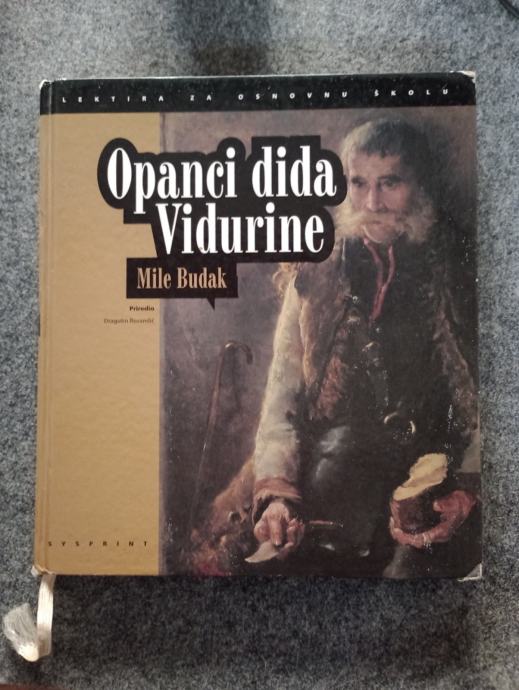 LEKTIRA ZA OSNOVNU ŠKOLU
Opanci dida
Vidurine
Mile Budak
Priredio
Dragutin Rosandić
SYSPRINT